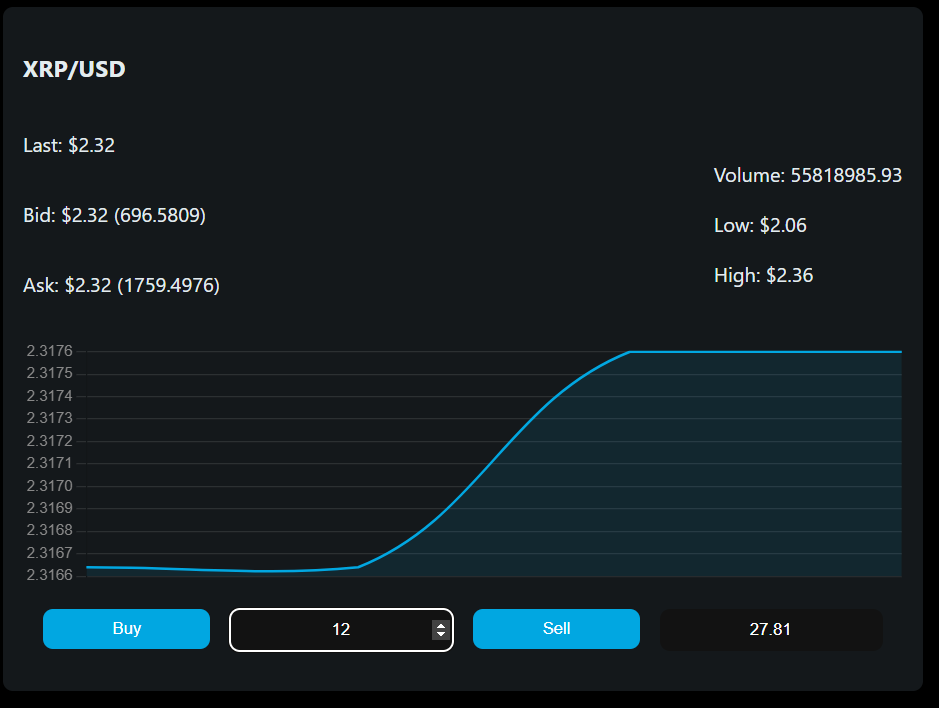 XRP/USD
Last: $2.32
Bid: $2.32 (696.5809)
Ask: $2.32 (1759.4976)
Volume: 55818985.93
Low: $2.06
High: $2.36
2.3176
2.3175
2.3174
2.3173
2.3172
2.3171
2.3170
2.3169
2.3168
2.3167
2.3166
Buy 12 Sell 27.81